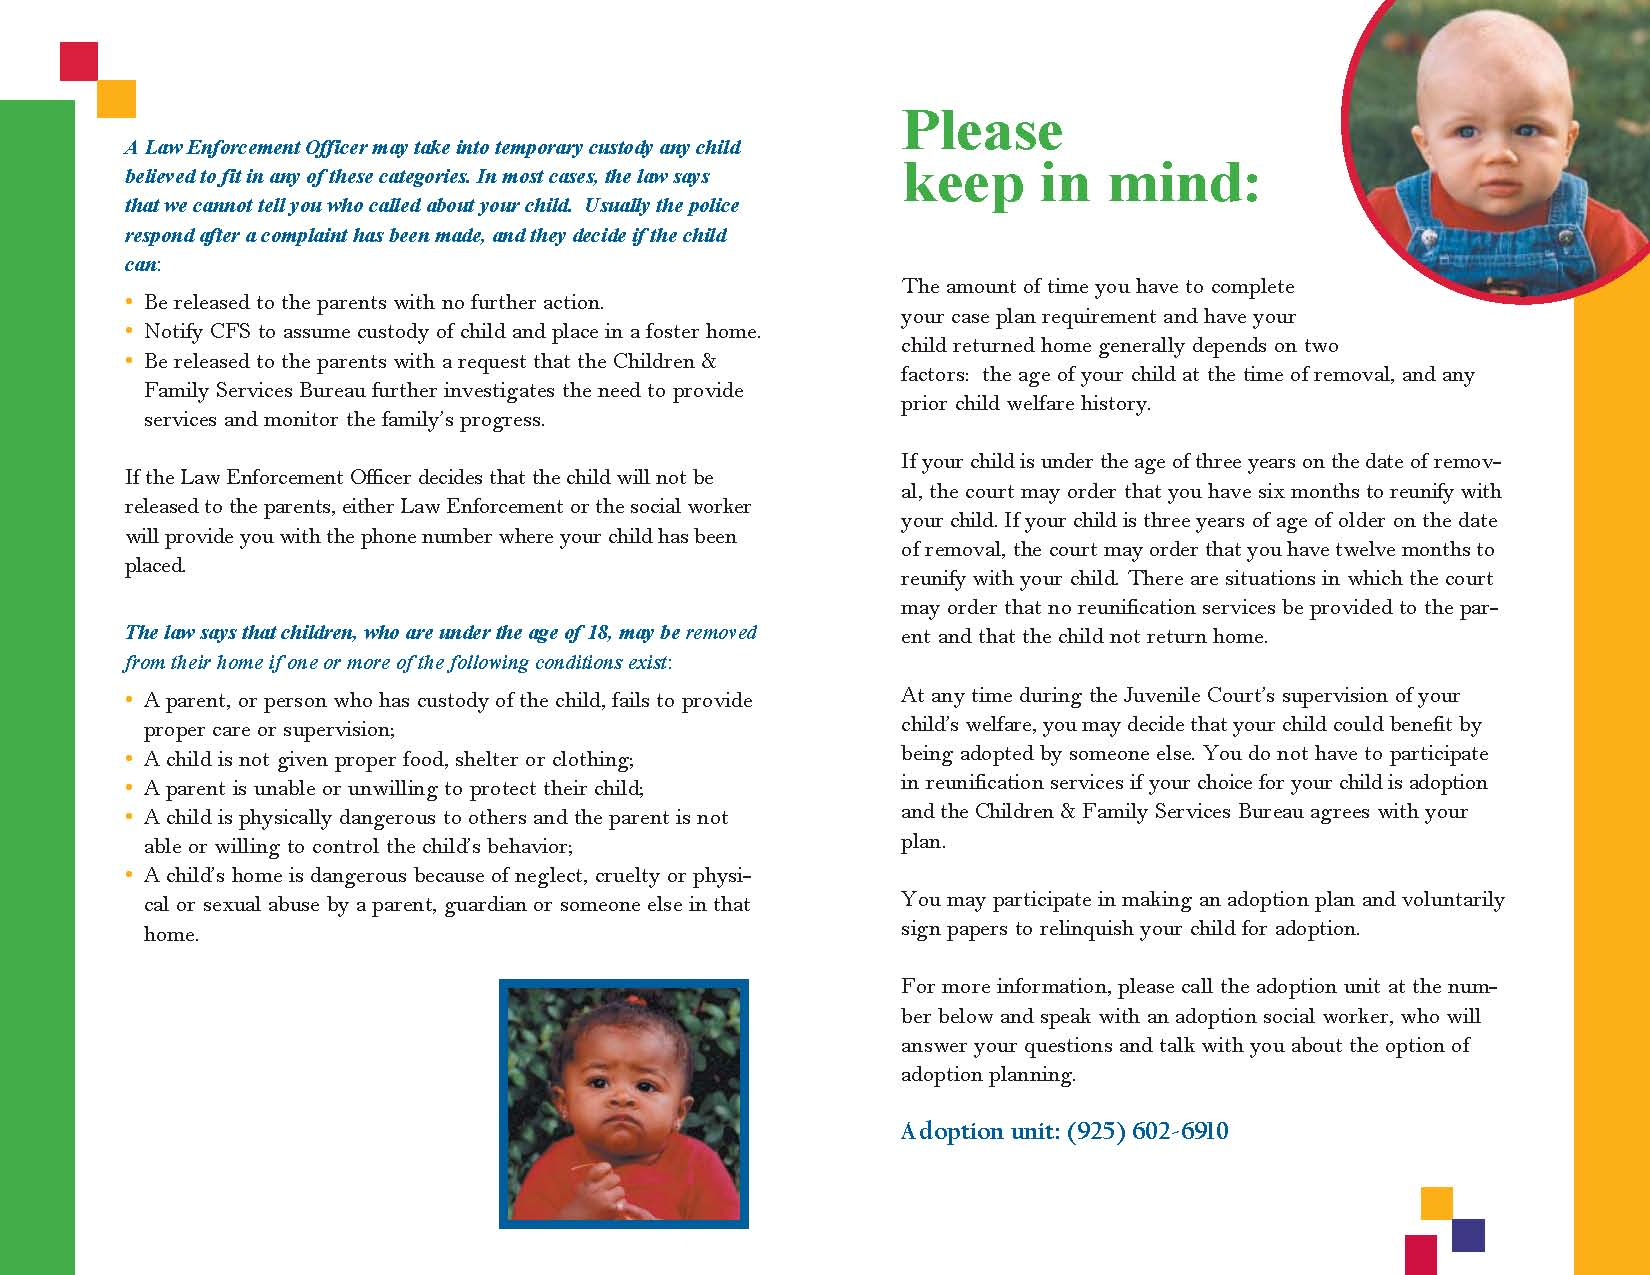 A Law Enforcement Officer may take into temporary custody any child
believed to fit in any of these categories. In most cases, the law says
that we cannot tell you who called about your child.  Usually the police
respond after a complaint has been made, and they decide if the child
can:
• Be released to the parents with no further action.
• Notify CFS to assume custody of child and place in a foster home.
• Be released to the parents with a request that the Children &
Family Services Bureau further investigates the need to provide
services and monitor the family's progress.
If the Law Enforcement Officer decides that the child will not be
released to the parents, either Law Enforcement or the social worker
will provide you with the phone number where your child has been
placed.
The law says that children, who are under the age of 18, may be removed
from their home if one or more of the following conditions exist:
• A parent, or person who has custody of the child, fails to provide
proper care or supervision;
• A child is not given proper food, shelter or clothing;
• A parent is unable or unwilling to protect their child;
• A child is physically dangerous to others and the parent is not
able or willing to control the child's behavior;
• A child's home is dangerous because of neglect, cruelty or physi-
cal or sexual abuse by a parent, guardian or someone else in that
home.
Please
keep in mind:
The amount of time you have to complete
your case plan requirement and have your
child returned home generally depends on two
factors:  the age of your child at the time of removal, and any
prior child welfare history.
If your child is under the age of three years on the date of remov-
al, the court may order that you have six months to reunify with
your child. If your child is three years of age of older on the date
of removal, the court may order that you have twelve months to
reunify with your child. There are situations in which the court
may order that no reunification services be provided to the par-
ent and that the child not return home.
At any time during the Juvenile Court's supervision of your
child's welfare, you may decide that your child could benefit by
being adopted by someone else. You do not have to participate
in reunification services if your choice for your child is adoption
and the Children & Family Services Bureau agrees with your
plan.
You may participate in making an adoption plan and voluntarily
sign papers to relinquish your child for adoption.
For more information, please call the adoption unit at the num-
ber below and speak with an adoption social worker, who will
answer your questions and talk with you about the option of
adoption planning.
Adoption unit: (925) 602-6910